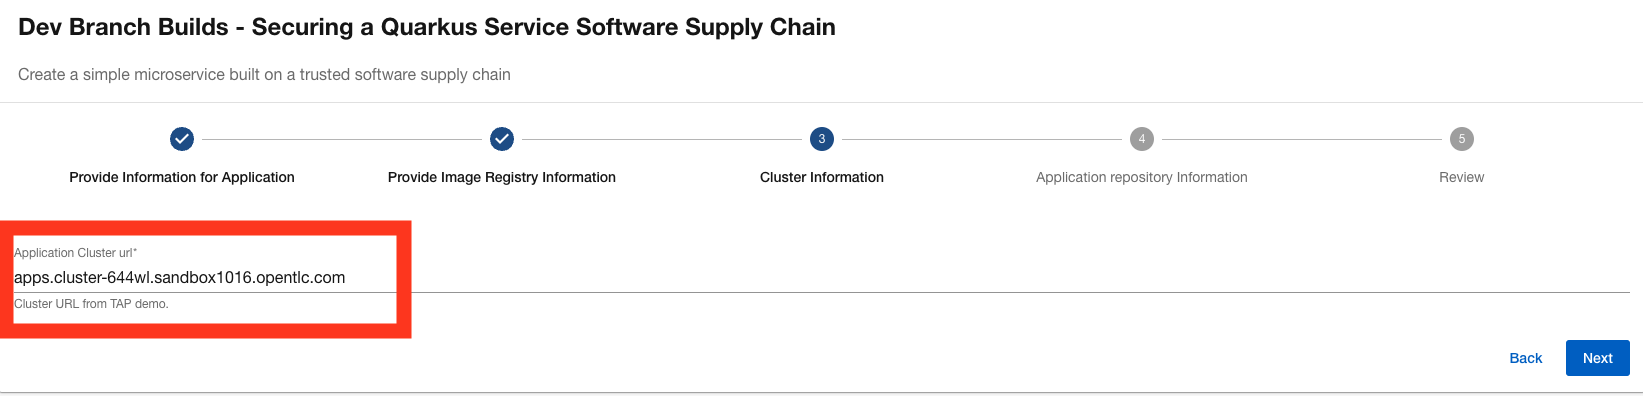 Dev Branch Builds - Securing a Quarkus Service Software Supply Chain
Create a simple microservice built on a trusted software supply chain
3
4
5
Provide Information for Application
Provide Image Registry Information
Cluster Information
Application repository Information
Review
Application Cluster url*
apps.cluster-644wl.sandbox1016.opentlc.com
Cluster URL from TAP demo.
Back
Next